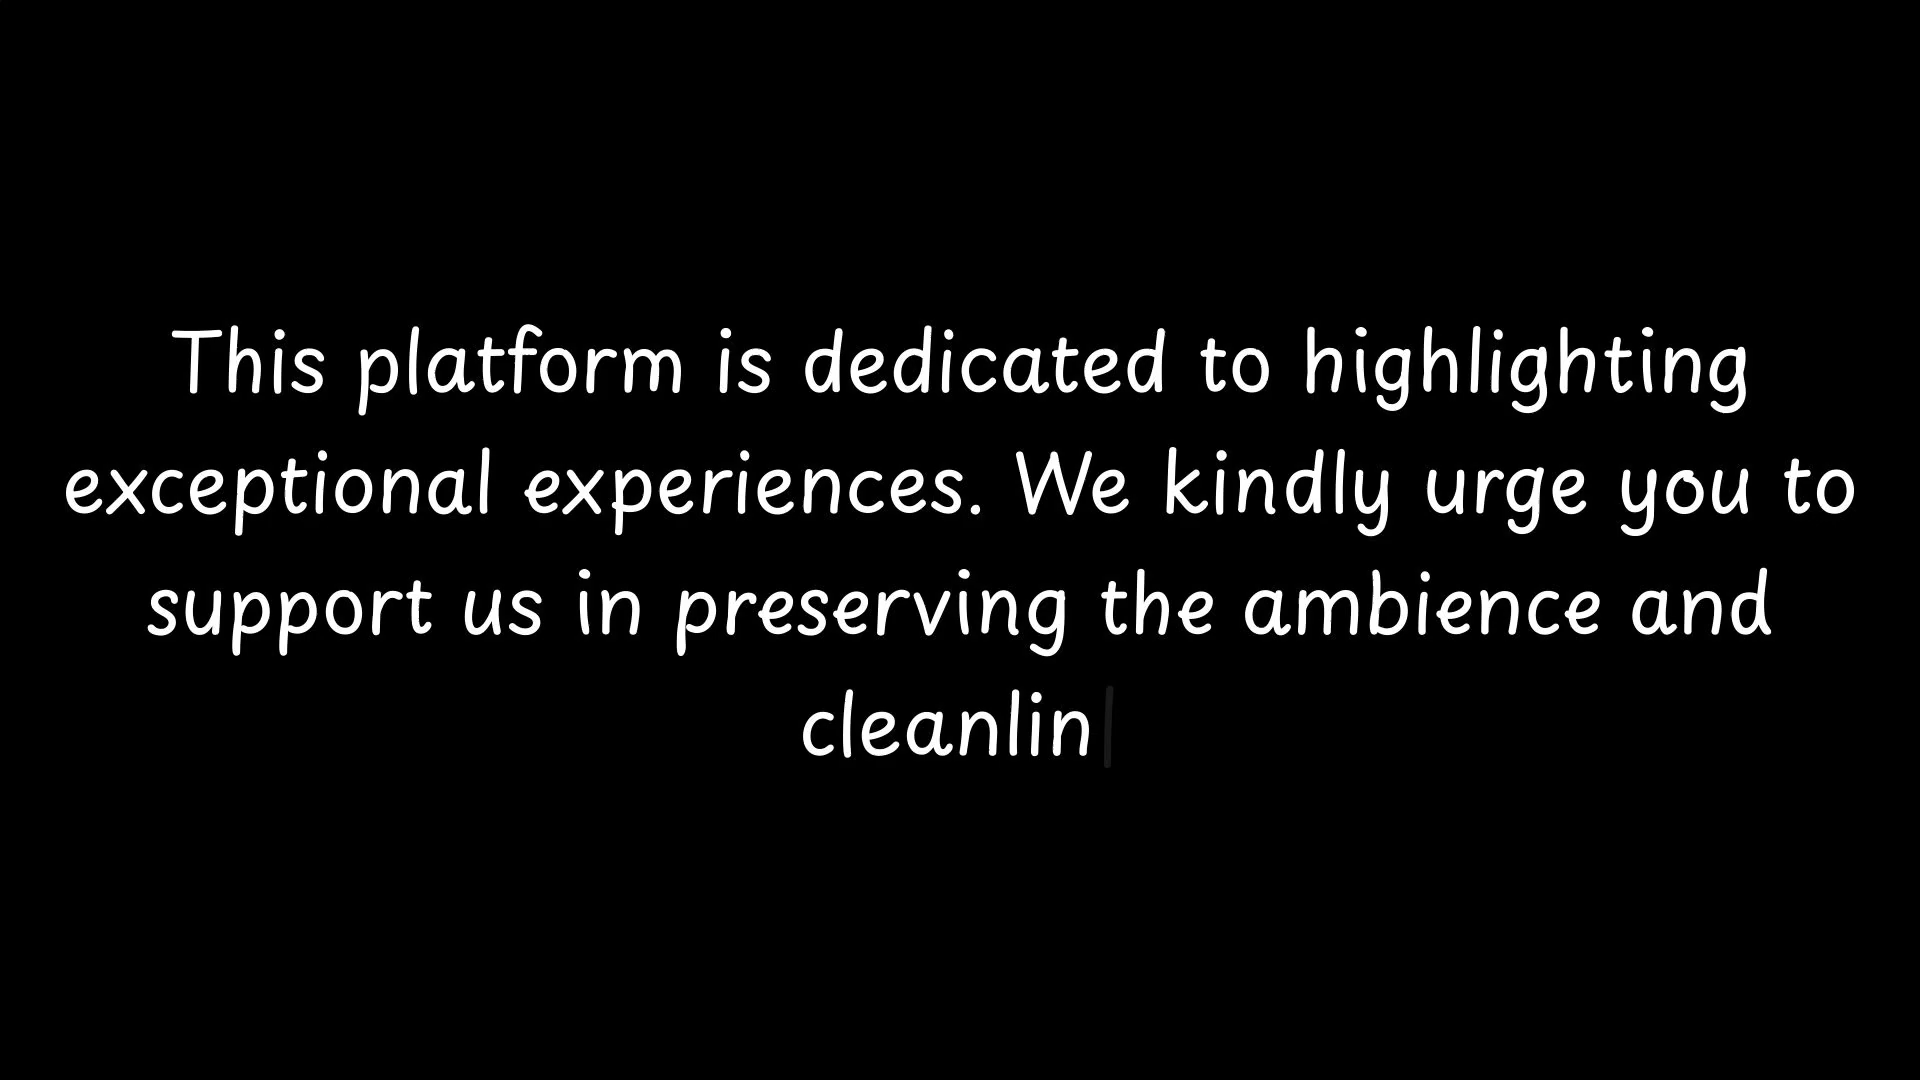 This platform is dedicated to highlighting
exceptional experiences. We kindly urge you to
support us in preserving the ambience and
cleanlin